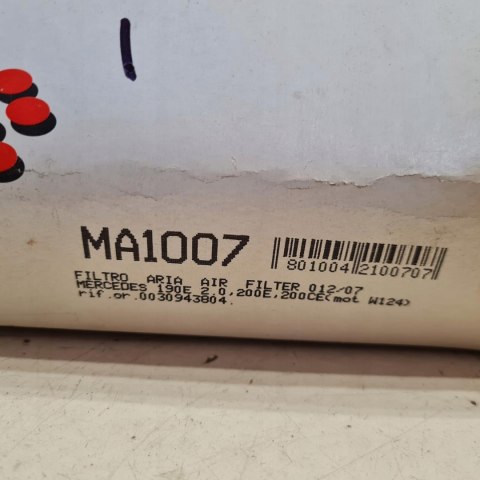 MA1007
801004 2100707
FILTRO ARIA AIR FILTER 012/07
MERCEDES 190E 2.0,200E,200CE(mot W124)
rif.or.0030943804.